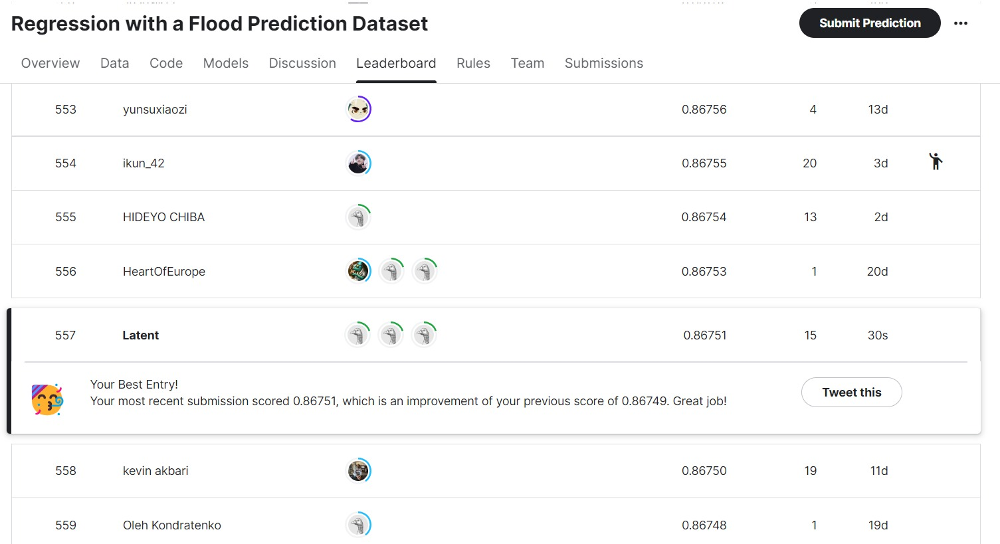 Regression with a Flood Prediction Dataset
Submit Prediction
Overview Data Code Models Discussion Leaderboard Rules Team Submissions
553 yunsuxiaozi 0.86756 4 13d
554 ikun_42 0.86755 20 3d
555 HIDEYO CHIBA 0.86754 13 2d
556 HeartOfEurope 0.86753 1 20d
557 Latent 0.86751 15 30s
Your Best Entry!
Your most recent submission scored 0.86751, which is an improvement of your previous score of 0.86749. Great job!
Tweet this
558 kevin akbari 0.86750 19 11d
559 Oleh Kondratenko 0.86748 1 19d